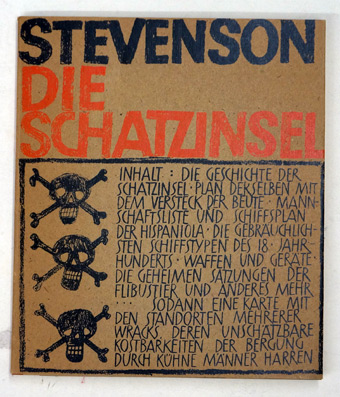 STEVENSON
DIE
SCHATZINSEL
INHALT : DIE GESCHICHTE DER
SCHATZINSEL · PLAN DERSELBEN MIT
DEM VERSTECK DER BEUTE · MANN-
SCHAFTSLISTE UND SCHIFFSPLAN
DER HISPANIOLA · DIE GEBRÄUCHLICH-
STEN SCHIFFSTYPEN DES 18. JAHR-
HUNDERTS · WAFFEN UND GERÄTE ·
DIE GEHEIMEN SATZUNGEN DER
FLIBUSTIER UND ANDERES MEHR
.... SODANN EINE KARTE MIT
DEN STANDORTEN MEHRERER
WRACKS DEREN UNSCHÄTZBARE
KOSTBARKEITEN DER BERGUNG
DURCH KÜHNE MÄNNER HARREN